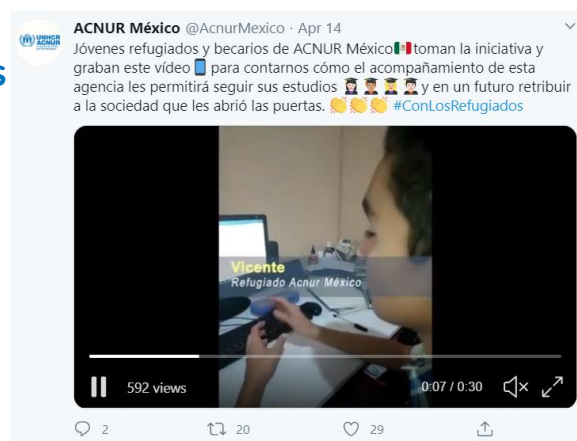 UNHCR
ACNUR
ACNUR México @AcnurMexico · Apr 14
Jóvenes refugiados y becarios de ACNUR México🇲🇽toman la iniciativa y
graban este vídeo📱 para contarnos cómo el acompañamiento de esta
agencia les permitirá seguir sus estudios 👩🏻‍🎓👨🏽‍🎓👩🏼‍🎓👨🏻‍🎓 y en un futuro retribuir
a la sociedad que les abrió las puertas. 👏👏👏 #ConLosRefugiados
Vicente
Refugiado Acnur México
592 views
0:07 / 0:30
2
20
29